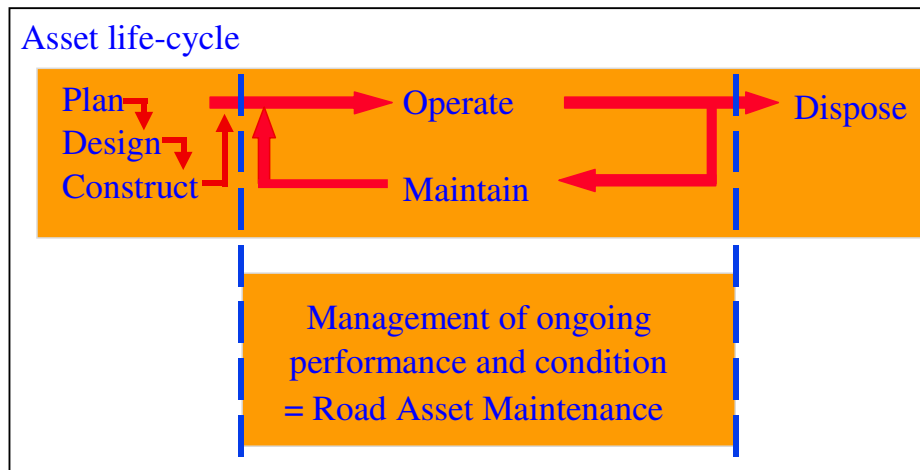 Asset life-cycle
Plan
Design
Construct
Operate
Maintain
Dispose
Management of ongoing
performance and condition
= Road Asset Maintenance